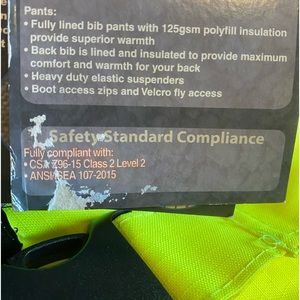 Pants:
• Fully lined bib pants with 125gsm polyfill insulation
provide superior warmth
• Back bib is lined and insulated to provide maximum
comfort and warmth for your back
• Heavy duty elastic suspenders
• Boot access zips and Velcro fly access
Safety Standard Compliance
Fully compliant with:
• CSA Z96-15 Class 2 Level 2
• ANSI/ISEA 107-2015